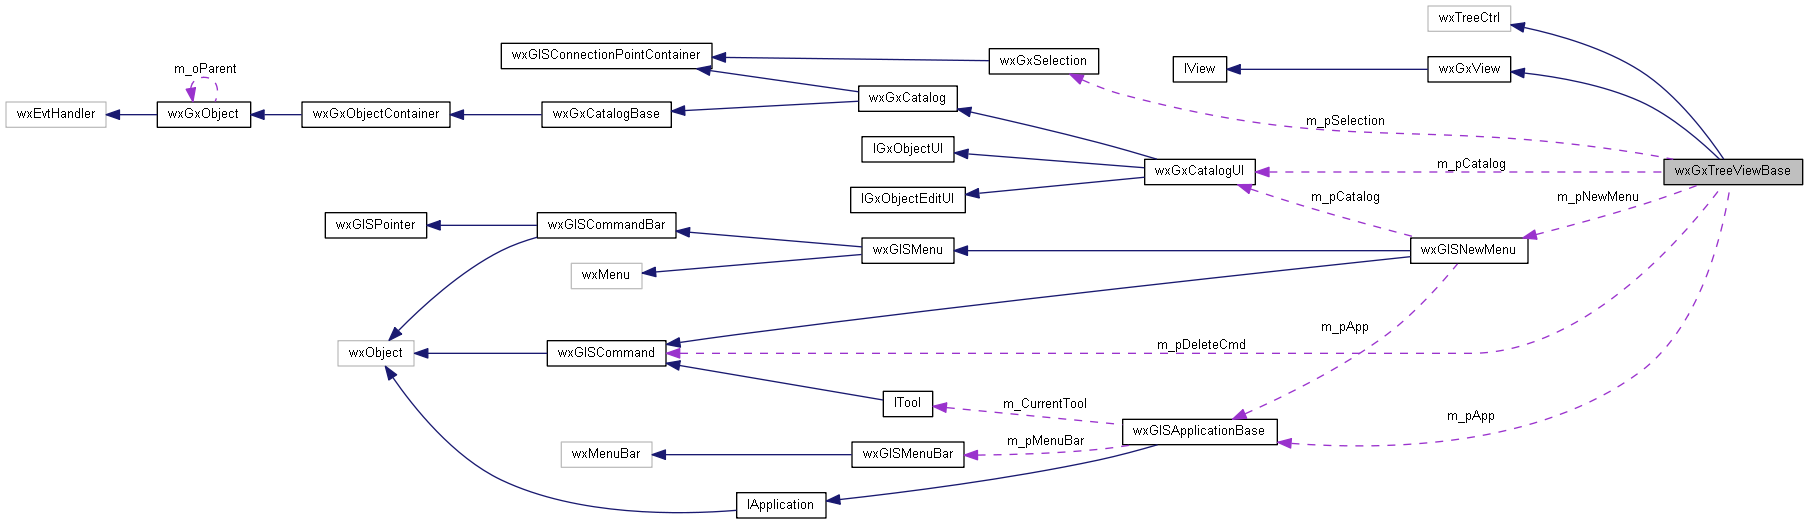 wxTreeCtrl
wxGISConnectionPointContainer
wxGxSelection
IView
wxGxView
m_oParent
wxGxCatalog
wxEvtHandler
wxGxObject
wxGxObjectContainer
wxGxCatalogBase
m_pSelection
IGxObjectUI
wxGxCatalogUI
m_pCatalog
wxGxTreeViewBase
IGxObjectEditUI
m_pCatalog
m_pNewMenu
wxGISPointer
wxGISCommandBar
wxGISMenu
wxGISNewMenu
wxMenu
m_pApp
wxObject
wxGISCommand
m_pDeleteCmd
ITool
m_CurrentTool
m_pApp
wxGISApplicationBase
m_pMenuBar
wxMenuBar
wxGISMenuBar
IApplication